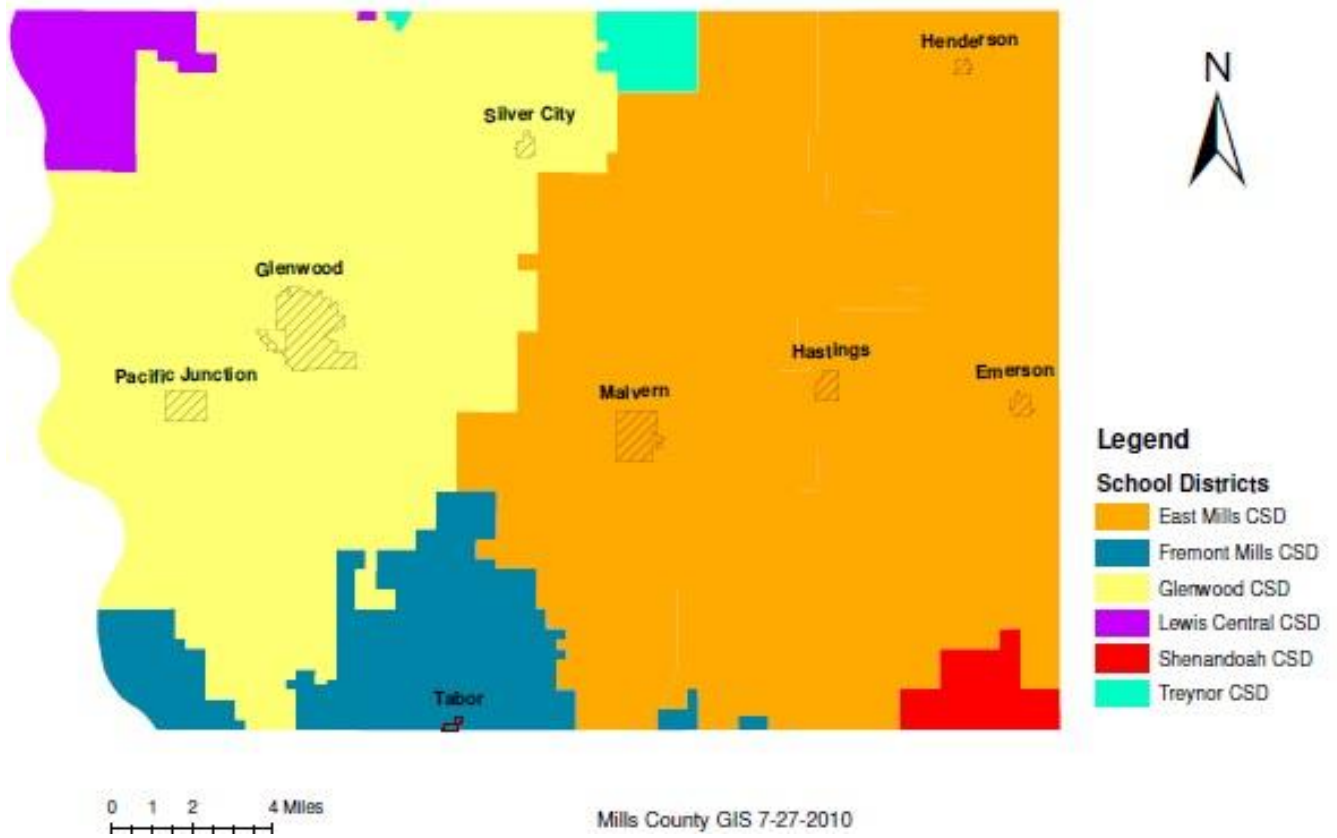 Henderson
N
Silver City
Glenwood
Hastings
Pacific Junction
Emerson
Malvern
Legend
School Districts
East Mills CSD
Fremont Mills CSD
Glenwood CSD
Lewis Central CSD
Shenandoah CSD
Treynor CSD
Tabor
0 1 2 4 Miles
Mills County GIS 7-27-2010